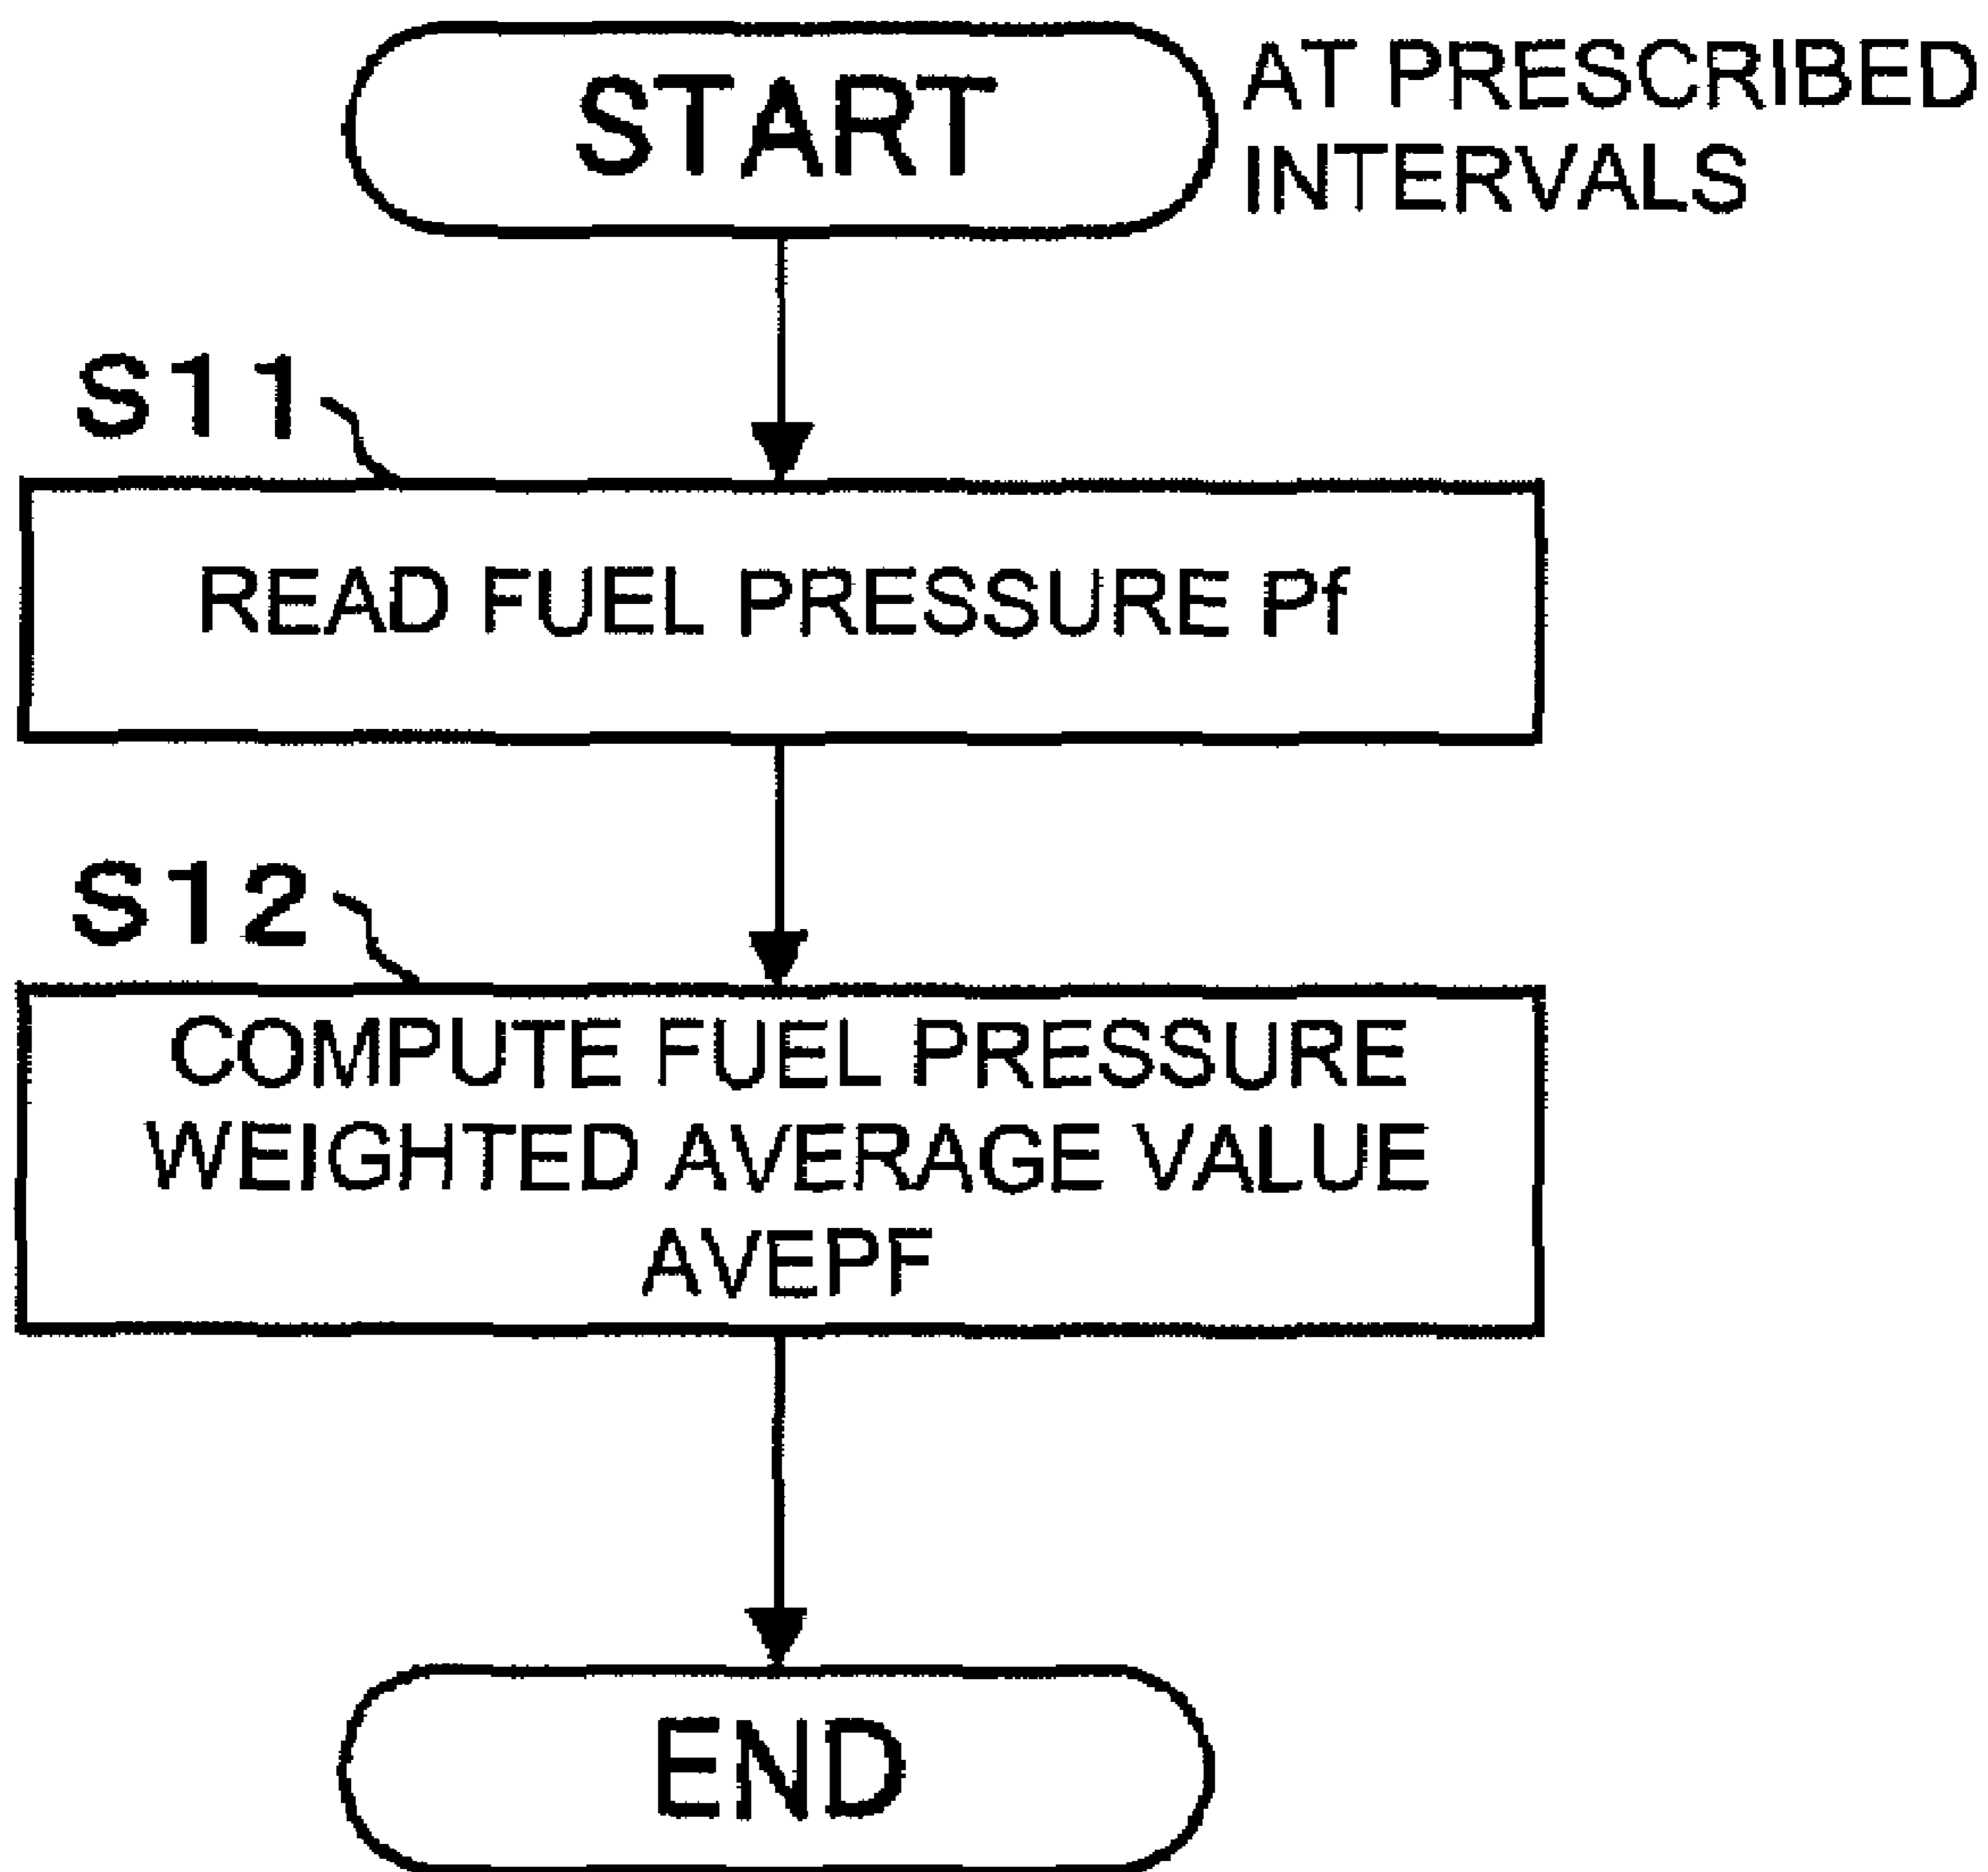 START
AT PRESCRIBED
INTERVALS
S11
READ FUEL PRESSURE Pf
S12
COMPUTE FUEL PRESSURE
WEIGHTED AVERAGE VALUE
AVEPF
END